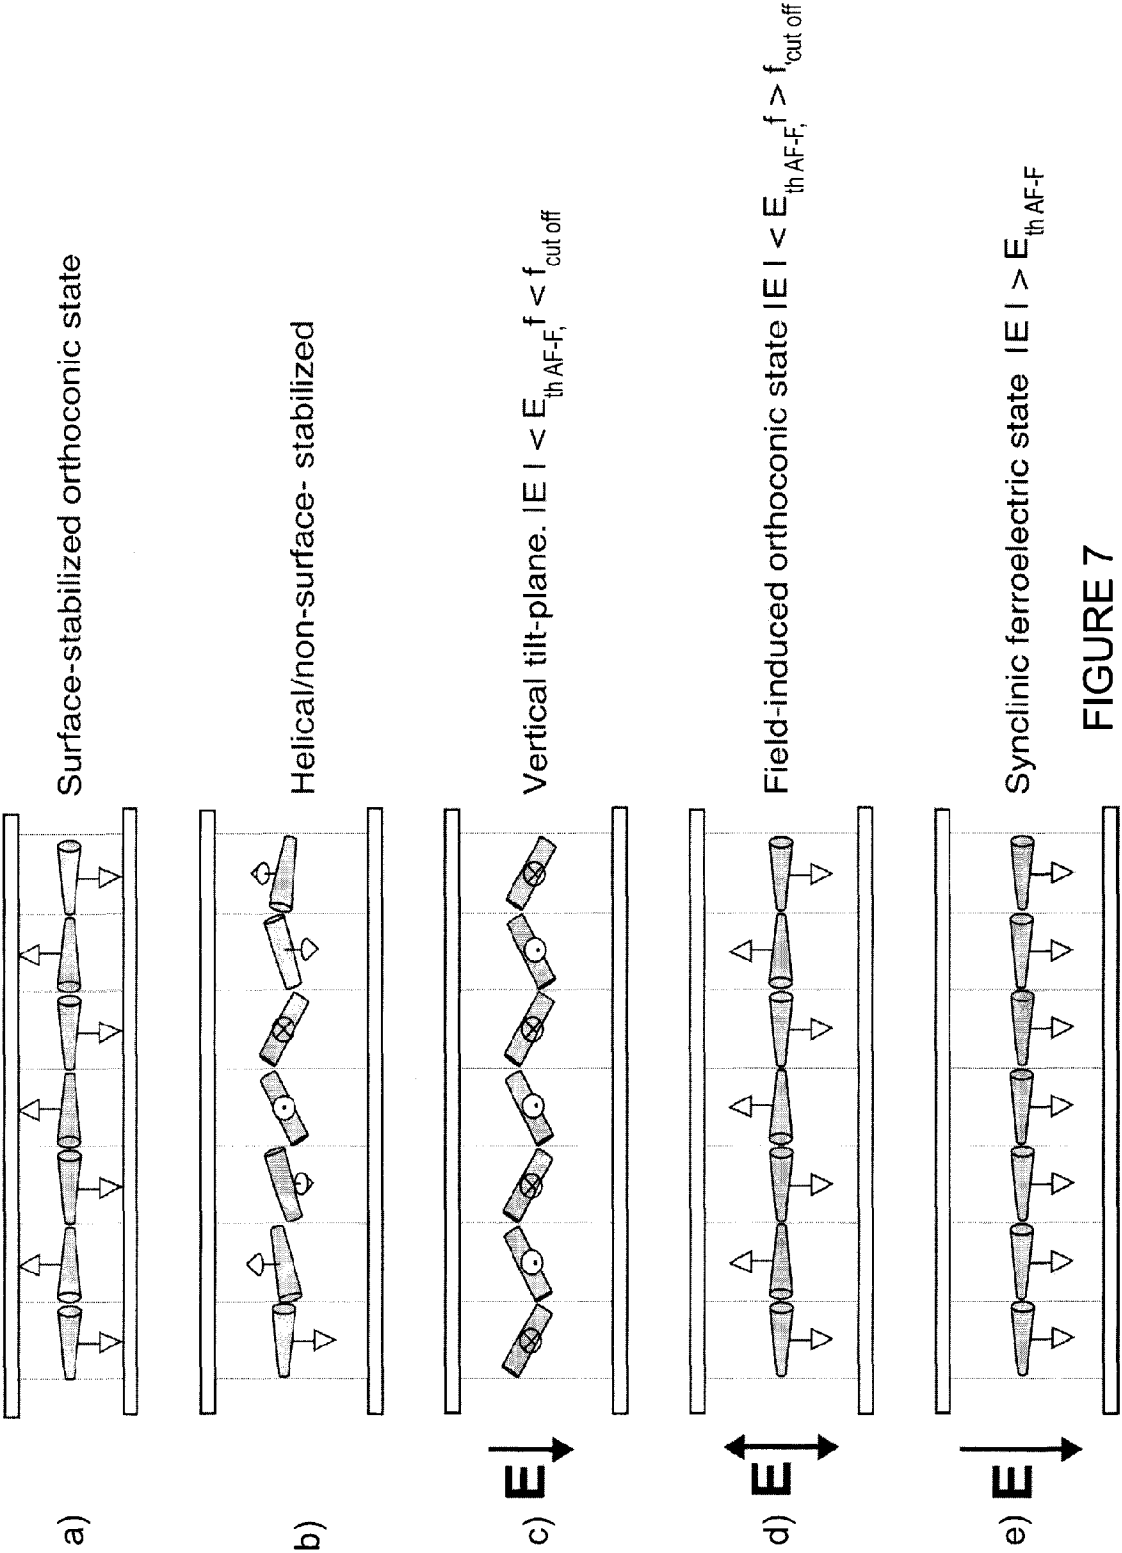 a)
Surface-stabilized orthoconic state
b)
Helical/non-surface- stabilized
c)
E
Vertical tilt-plane. |E | < E th AF-F, f < f cut off
d)
E
Field-induced orthoconic state |E | < E th AF-F, f > f cut off
e)
E
Synclinic ferroelectric state |E | > E th AF-F
FIGURE 7